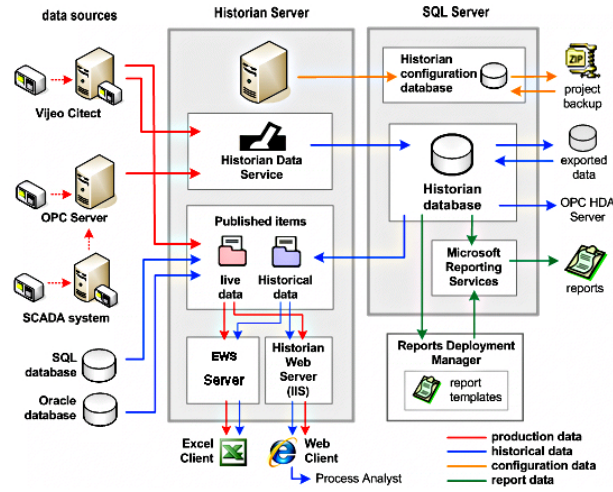 data sources
Historian Server
SQL Server
Vijeo Citect
OPC Server
SCADA system
SQL
database
Oracle
database
Historian Data
Service
Published items
live
data
Historical
data
EWS
Server
Historian
Web
Server
(IIS)
Excel
Client
Web
Client
Process Analyst
Historian
configuration
database
ZIP
project
backup
Historian
database
exported
data
OPC HDA
Server
Microsoft
Reporting
Services
reports
Reports Deployment
Manager
report
templates
production data
historical data
configuration data
report data